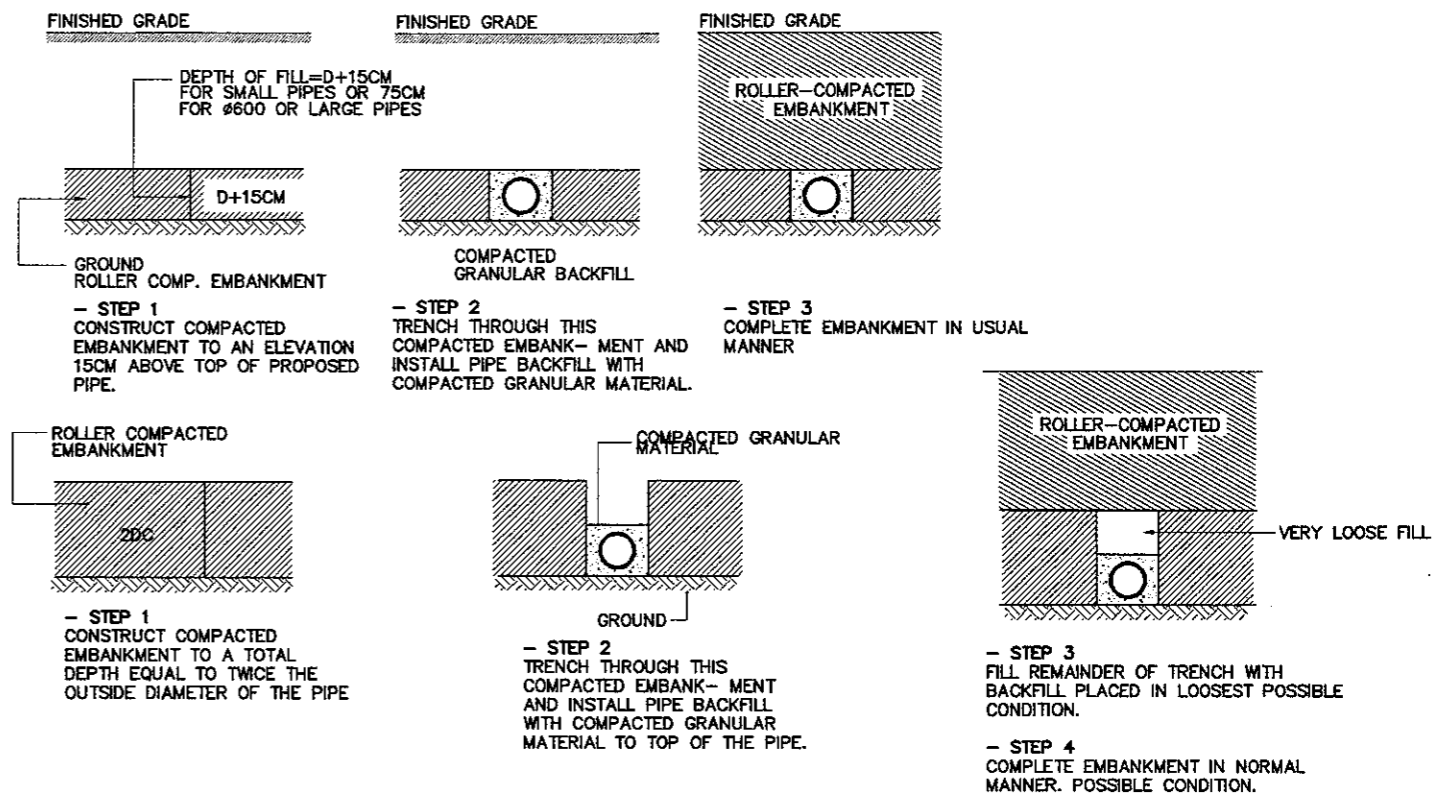 FINISHED GRADE
DEPTH OF FILL=D+15CM
FOR SMALL PIPES OR 75CM
FOR ø600 OR LARGE PIPES
D+15CM
GROUND
ROLLER COMP. EMBANKMENT
- STEP 1
CONSTRUCT COMPACTED
EMBANKMENT TO AN ELEVATION
15CM ABOVE TOP OF PROPOSED
PIPE.
FINISHED GRADE
COMPACTED
GRANULAR BACKFILL
- STEP 2
TRENCH THROUGH THIS
COMPACTED EMBANK- MENT AND
INSTALL PIPE BACKFILL WITH
COMPACTED GRANULAR MATERIAL.
FINISHED GRADE
ROLLER-COMPACTED
EMBANKMENT
- STEP 3
COMPLETE EMBANKMENT IN USUAL
MANNER
ROLLER COMPACTED
EMBANKMENT
2DC
- STEP 1
CONSTRUCT COMPACTED
EMBANKMENT TO A TOTAL
DEPTH EQUAL TO TWICE THE
OUTSIDE DIAMETER OF THE PIPE
COMPACTED GRANULAR
MATERIAL
GROUND
- STEP 2
TRENCH THROUGH THIS
COMPACTED EMBANK- MENT
AND INSTALL PIPE BACKFILL
WITH COMPACTED GRANULAR
MATERIAL TO TOP OF THE PIPE.
ROLLER-COMPACTED
EMBANKMENT
VERY LOOSE FILL
- STEP 3
FILL REMAINDER OF TRENCH WITH
BACKFILL PLACED IN LOOSEST POSSIBLE
CONDITION.
- STEP 4
COMPLETE EMBANKMENT IN NORMAL
MANNER. POSSIBLE CONDITION.